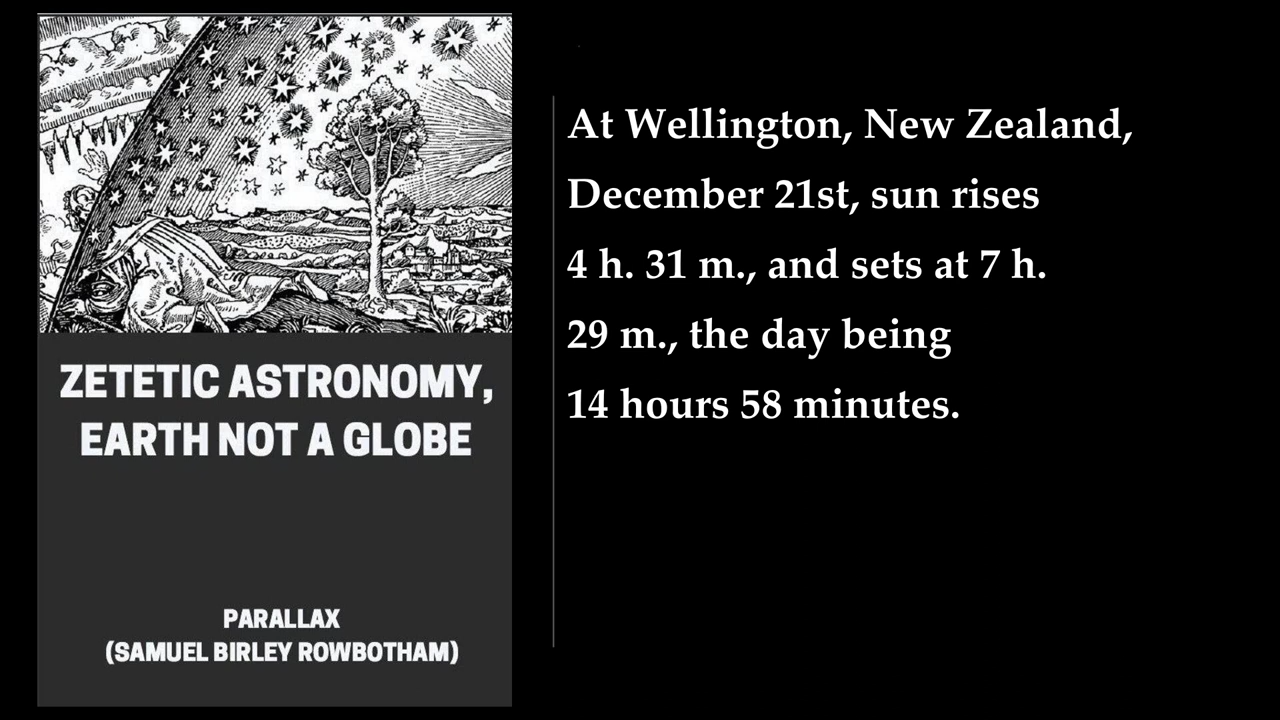 ZETETIC ASTRONOMY,
EARTH NOT A GLOBE
PARALLAX
(SAMUEL BIRLEY ROWBOTHAM)
At Wellington, New Zealand,
December 21st, sun rises
4 h. 31 m., and sets at 7 h.
29 m., the day being
14 hours 58 minutes.